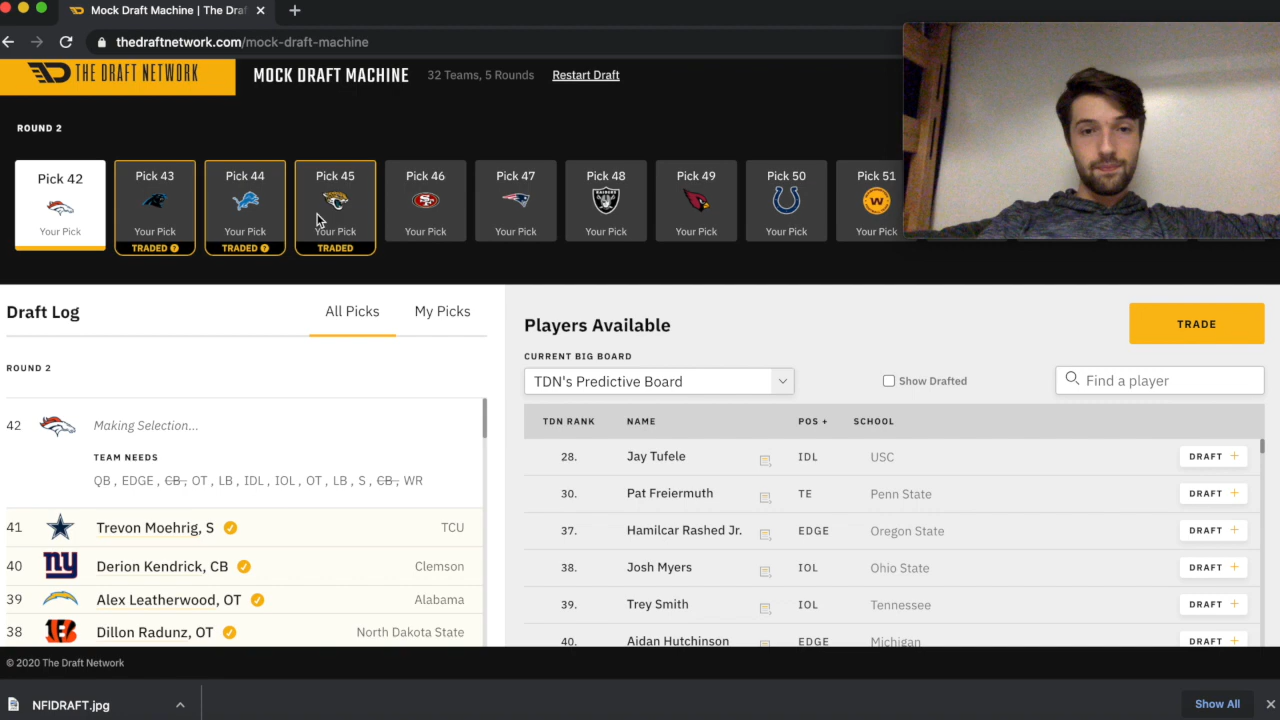 Mock Draft Machine | The Dra
thedraftnetwork.com/mock-draft-machine
THE DRAFT NETWORK
MOCK DRAFT MACHINE
32 Teams, 5 Rounds
Restart Draft
ROUND 2
Pick 42
Your Pick
Pick 43
Your Pick
TRADED ?
Pick 44
Your Pick
TRADED ?
Pick 45
Your Pick
TRADED
Pick 46
Your Pick
Pick 47
Your Pick
Pick 48
Your Pick
Pick 49
Your Pick
Pick 50
Your Pick
Pick 51
Your Pick
Draft Log
All Picks
My Picks
ROUND 2
42
Making Selection...
TEAM NEEDS
QB , EDGE , CB , OT , LB , IDL , IOL , OT , LB , S , CB , WR
41 Trevon Moehrig, S TCU
40 Derion Kendrick, CB Clemson
39 Alex Leatherwood, OT Alabama
38 Dillon Radunz, OT North Dakota State
Players Available
TRADE
CURRENT BIG BOARD
TDN's Predictive Board
Show Drafted
Find a player
TDN RANK NAME POS + SCHOOL
28. Jay Tufele IDL USC DRAFT +
30. Pat Freiermuth TE Penn State DRAFT +
37. Hamilcar Rashed Jr. EDGE Oregon State DRAFT +
38. Josh Myers IOL Ohio State DRAFT +
39. Trey Smith IOL Tennessee DRAFT +
40. Aidan Hutchinson EDGE Michigan DRAFT +
© 2020 The Draft Network
NFlDRAFT.jpg
Show All